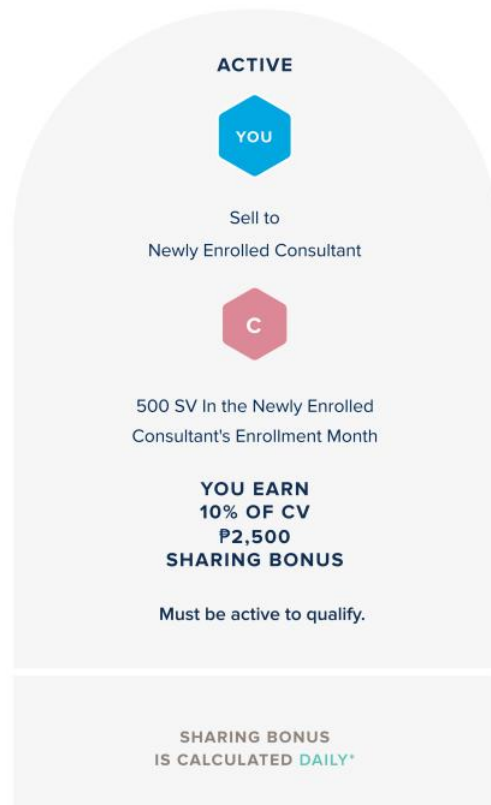 ACTIVE
YOU
Sell to
Newly Enrolled Consultant
C
500 SV In the Newly Enrolled
Consultant's Enrollment Month
YOU EARN
10% OF CV
₱2,500
SHARING BONUS
Must be active to qualify.
SHARING BONUS
IS CALCULATED DAILY*